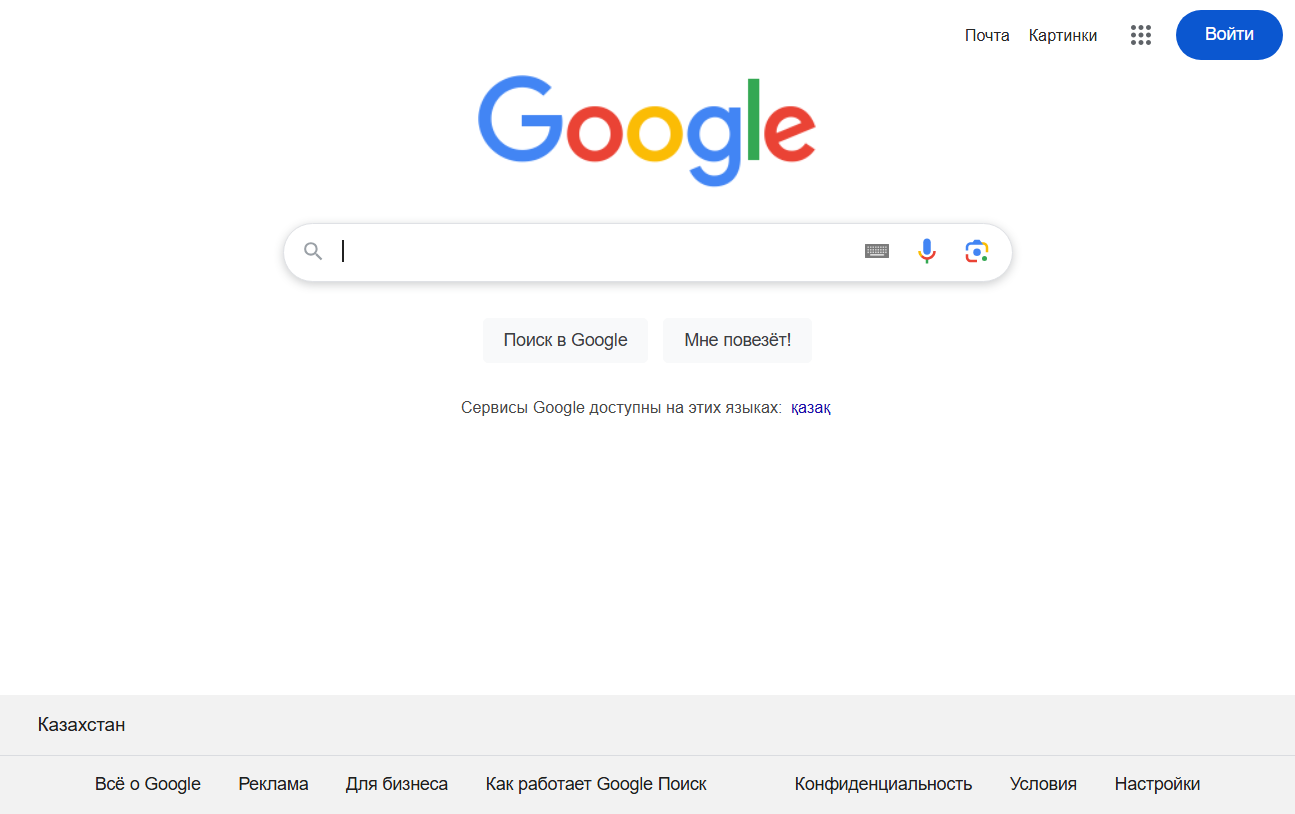 Почта Картинки Войти
Google
Поиск в Google Мне повезёт!
Сервисы Google доступны на этих языках: қазақ
Казахстан
Всё о Google Реклама Для бизнеса Как работает Google Поиск Конфиденциальность Условия Настройки